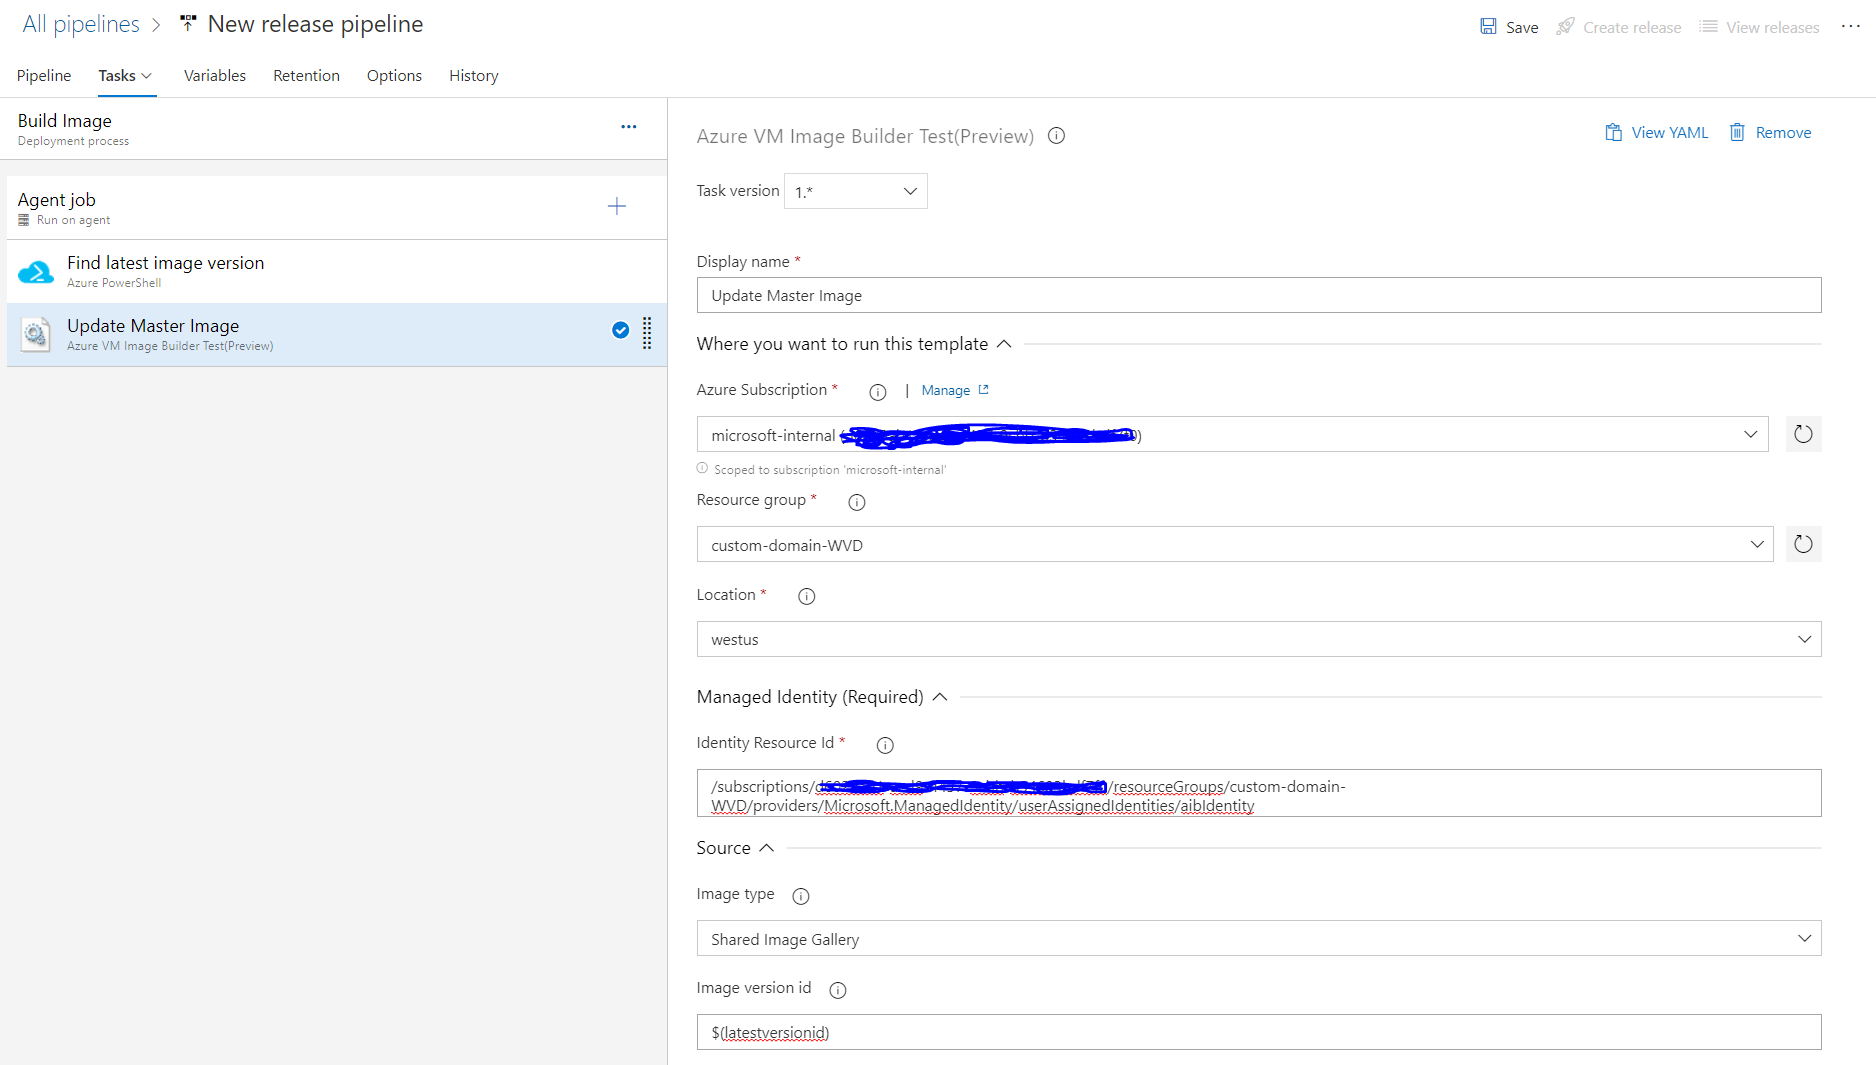 All pipelines > New release pipeline
Save Create release View releases ...
Pipeline Tasks Variables Retention Options History
Build Image
Deployment process
...
Agent job
Run on agent
Find latest image version
Azure PowerShell
Update Master Image
Azure VM Image Builder Test(Preview)
Azure VM Image Builder Test(Preview)
View YAML Remove
Task version 1.*
Display name *
Update Master Image
Where you want to run this template
Azure Subscription * | Manage
microsoft-internal (
Scoped to subscription 'microsoft-internal'
Resource group *
custom-domain-WVD
Location *
westus
Managed Identity (Required)
Identity Resource Id *
/subscriptions/ /resourceGroups/custom-domain-
WVD/providers/Microsoft.ManagedIdentity/userAssignedIdentities/aibIdentity
Source
Image type
Shared Image Gallery
Image version id
$(latestversionid)